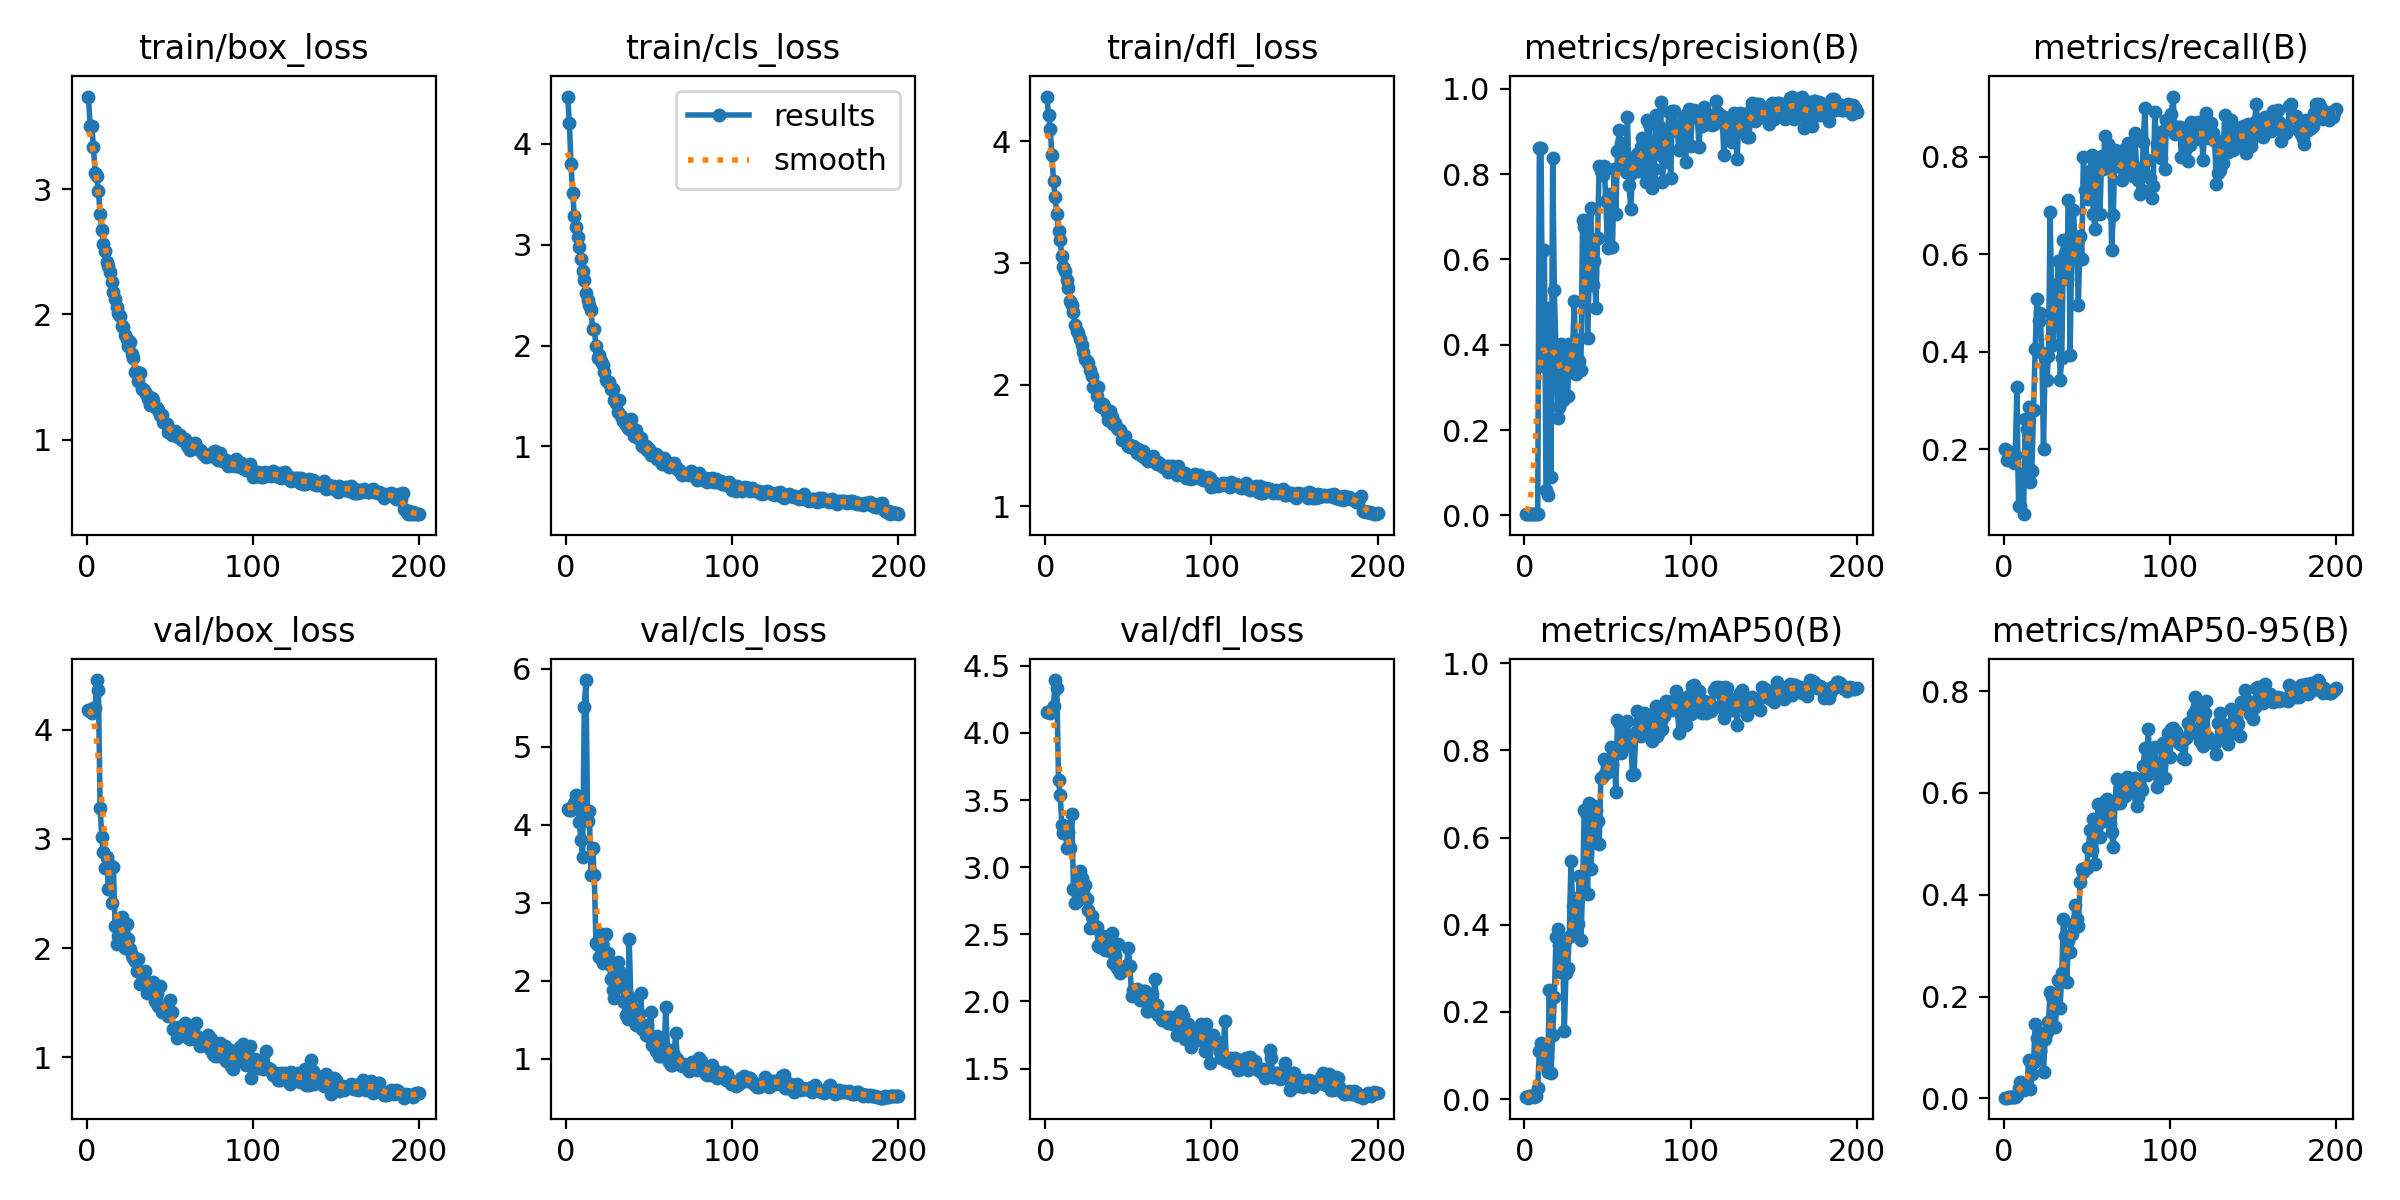 train/box_loss
3
2
1
0 100 200
train/cls_loss
results
smooth
4
3
2
1
0 100 200
train/dfl_loss
4
3
2
1
0 100 200
metrics/precision(B)
1.0
0.8
0.6
0.4
0.2
0.0
0 100 200
metrics/recall(B)
0.8
0.6
0.4
0.2
0 100 200
val/box_loss
4
3
2
1
0 100 200
val/cls_loss
6
5
4
3
2
1
0 100 200
val/dfl_loss
4.5
4.0
3.5
3.0
2.5
2.0
1.5
0 100 200
metrics/mAP50(B)
1.0
0.8
0.6
0.4
0.2
0.0
0 100 200
metrics/mAP50-95(B)
0.8
0.6
0.4
0.2
0.0
0 100 200